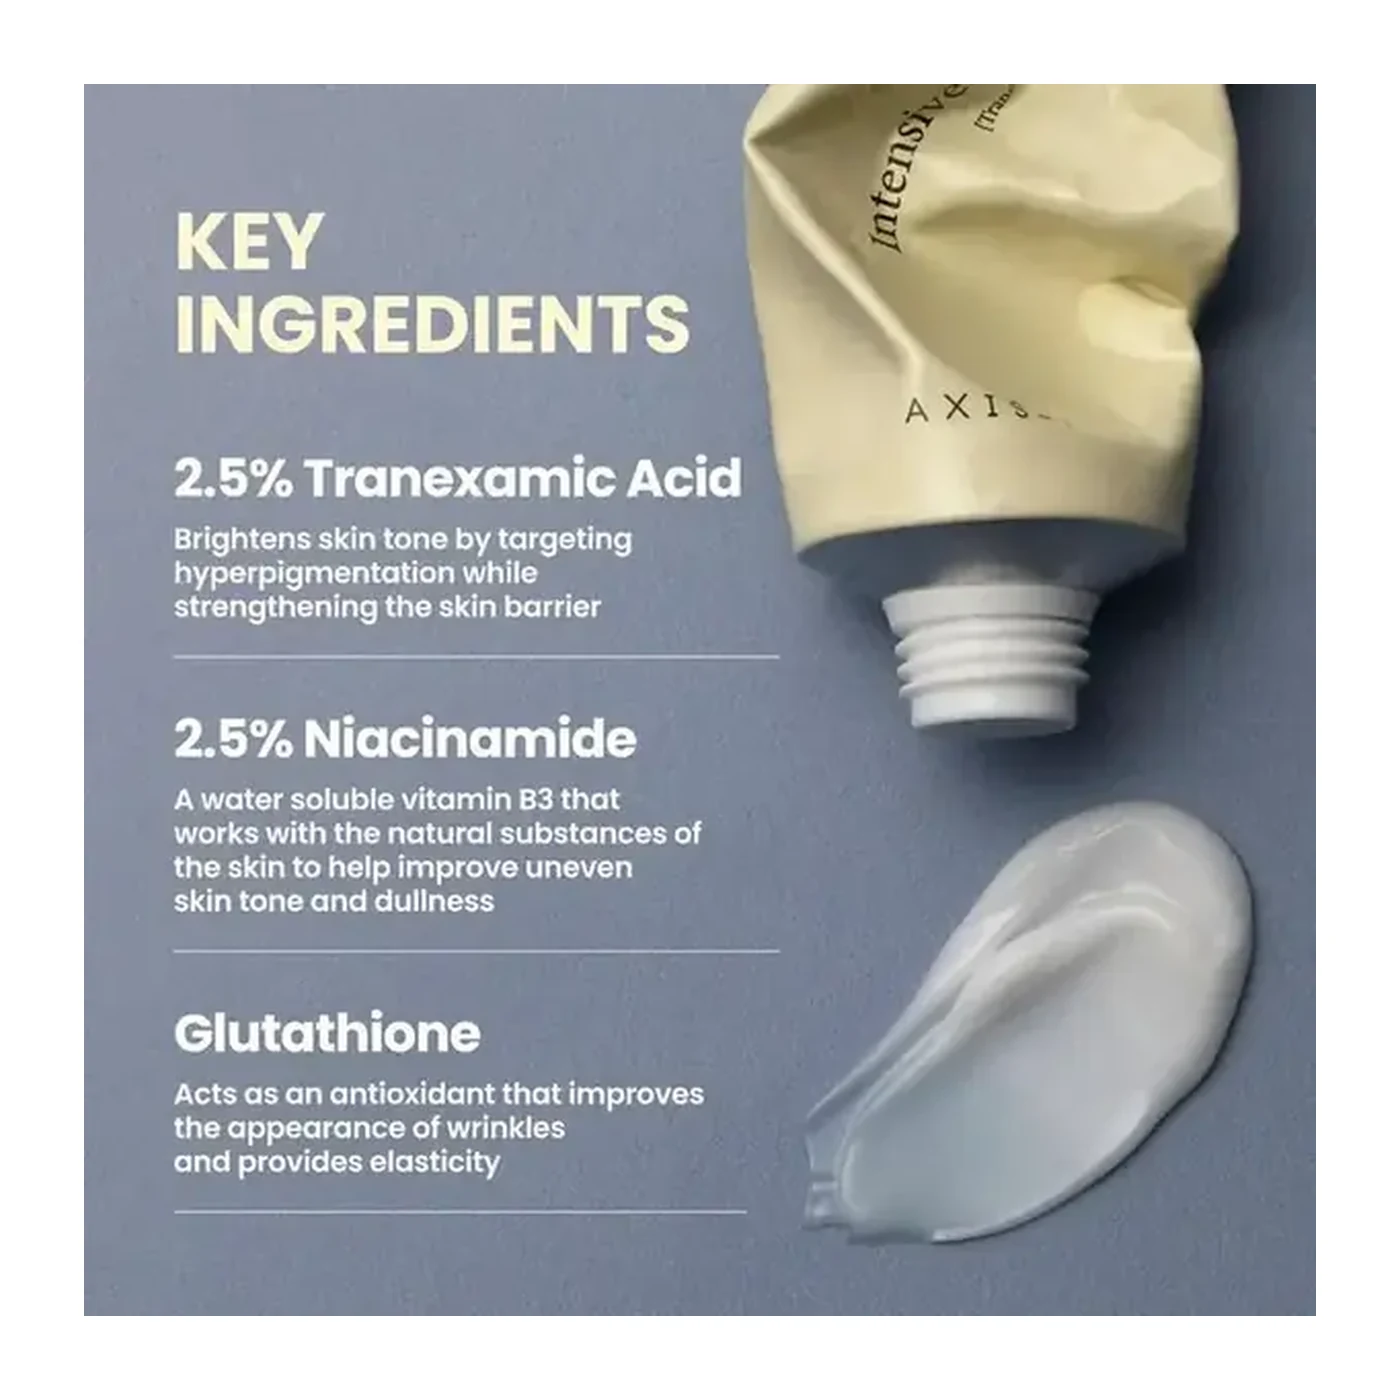 KEY
INGREDIENTS
2.5% Tranexamic Acid
Brightens skin tone by targeting
hyperpigmentation while
strengthening the skin barrier
2.5% Niacinamide
A water soluble vitamin B3 that
works with the natural substances of
the skin to help improve uneven
skin tone and dullness
Glutathione
Acts as an antioxidant that improves
the appearance of wrinkles
and provides elasticity
Intensive